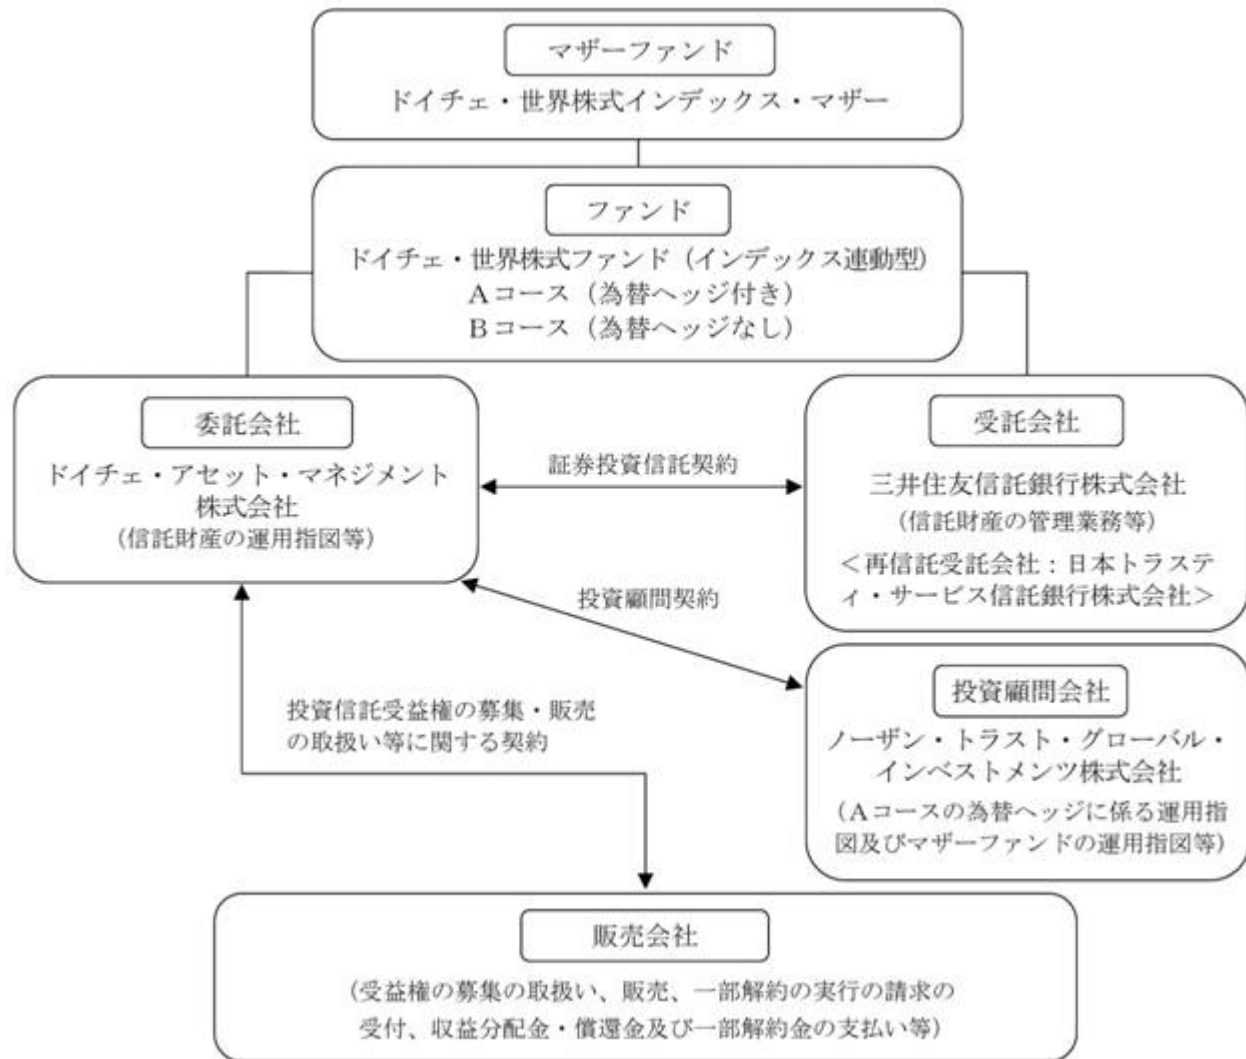 マザーファンド
ドイチェ・世界株式インデックス・マザー
ファンド
ドイチェ・世界株式ファンド（インデックス連動型）
Aコース（為替ヘッジ付き）
Bコース（為替ヘッジなし）
委託会社
ドイチェ・アセット・マネジメント
株式会社
（信託財産の運用指図等）
証券投資信託契約
受託会社
三井住友信託銀行株式会社
（信託財産の管理業務等）
＜再信託受託会社：日本トラステ
ィ・サービス信託銀行株式会社＞
投資顧問契約
投資顧問会社
ノーザン・トラスト・グローバル・
インベストメンツ株式会社
（Aコースの為替ヘッジに係る運用指
図及びマザーファンドの運用指図等）
投資信託受益権の募集・販売
の取扱い等に関する契約
販売会社
（受益権の募集の取扱い、販売、一部解約の実行の請求の
受付、収益分配金・償還金及び一部解約金の支払い等）